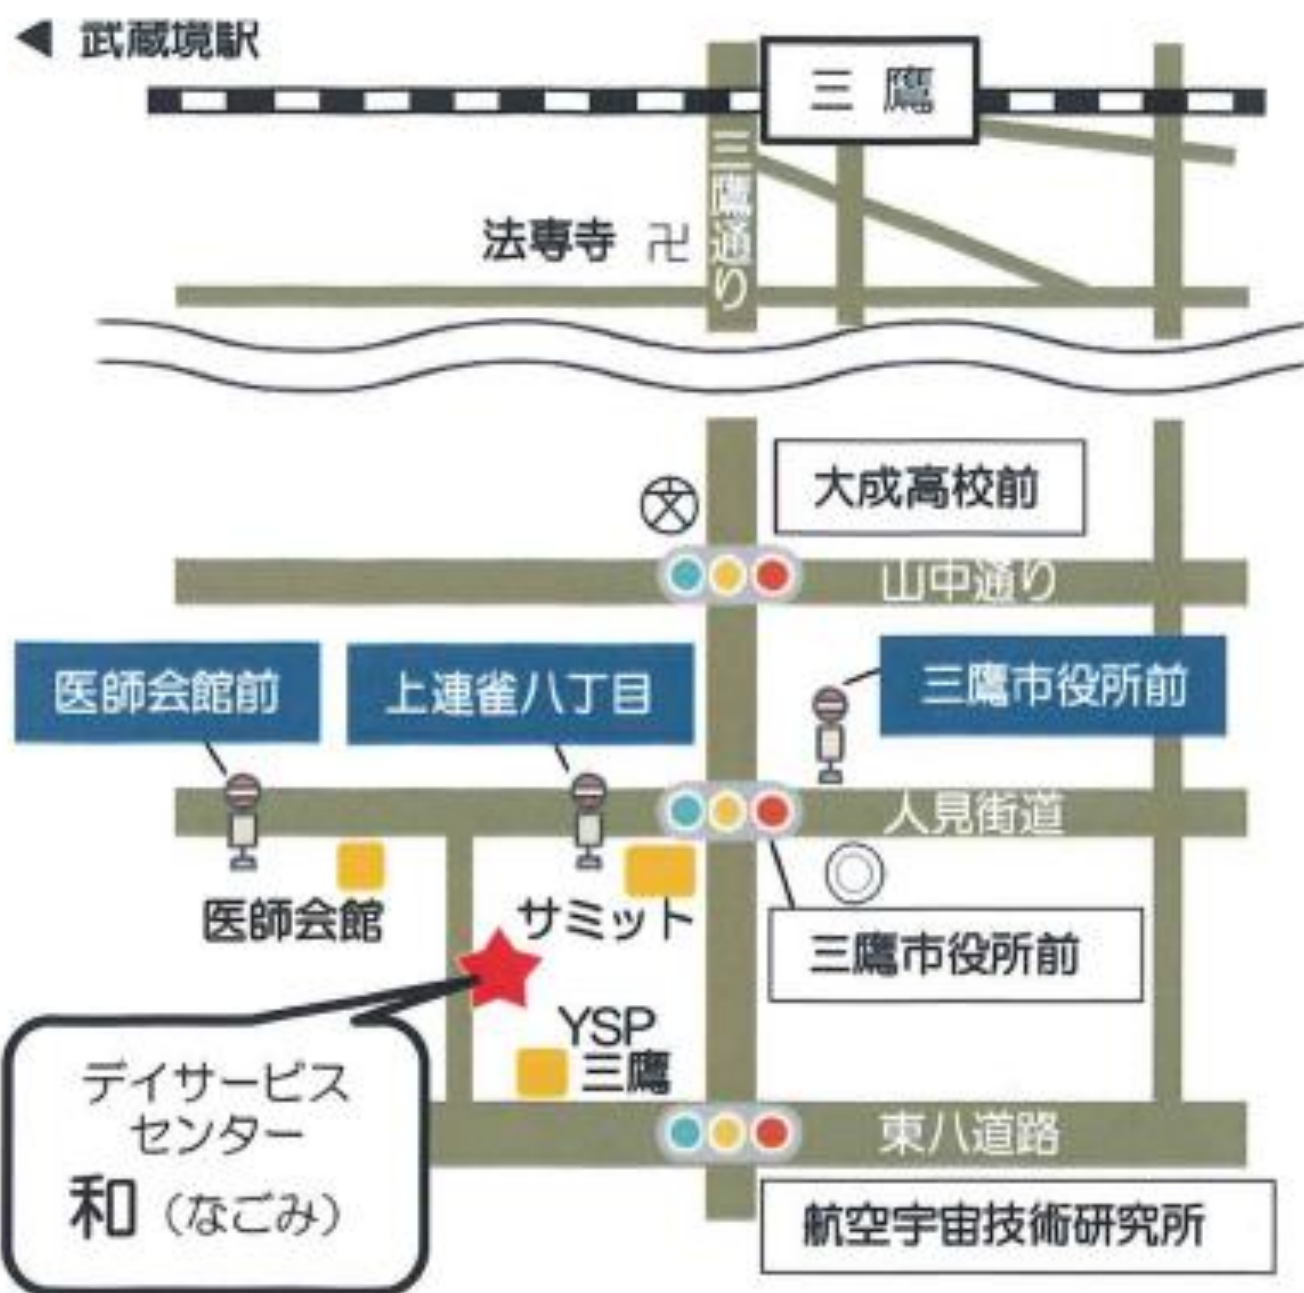 武蔵境駅
三鷹
三鷹通り
法専寺
大成高校前
山中通り
医師会館前
上連雀八丁目
三鷹市役所前
人見街道
医師会館
サミット
三鷹市役所前
YSP
三鷹
デイサービス
センター
和（なごみ）
東八道路
航空宇宙技術研究所
文